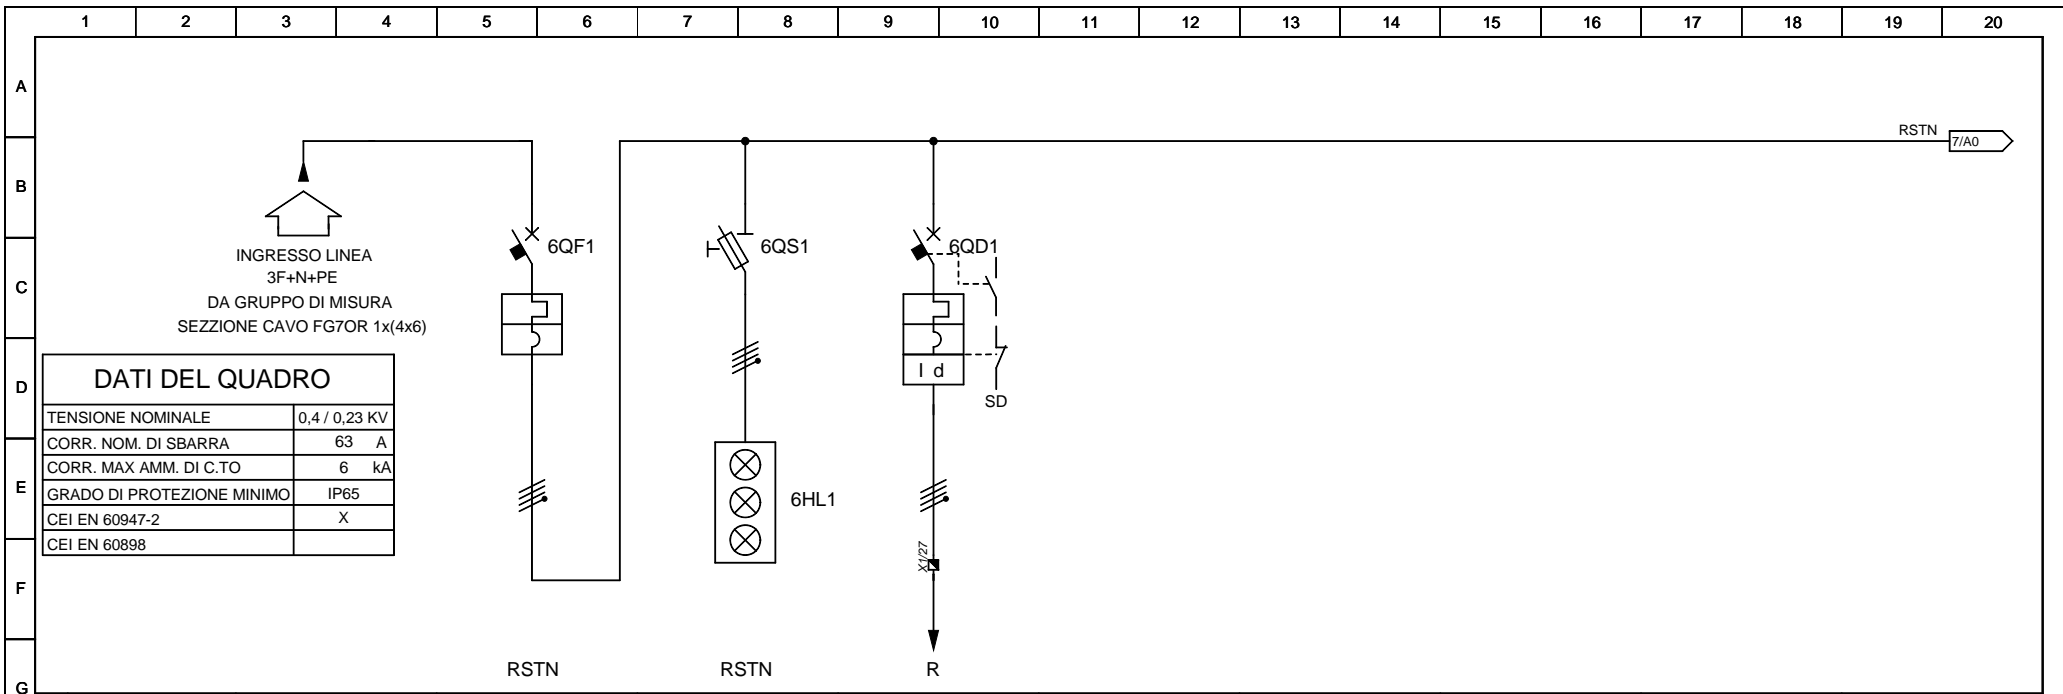 1 2 3 4 5 6 7 8 9 10 11 12 13 14 15 16 17 18 19 20
A
RSTN 7/A0
B
6QF1 6QS1 6QD1
INGRESSO LINEA
3F+N+PE
DA GRUPPO DI MISURA
SEZZIONE CAVO FG7OR 1x(4x6)
C
D
I d
SD
DATI DEL QUADRO
TENSIONE NOMINALE 0,4 / 0,23 KV
CORR. NOM. DI SBARRA 63 A
CORR. MAX AMM. DI C.TO 6 kA
GRADO DI PROTEZIONE MINIMO IP65
CEI EN 60947-2 X
CEI EN 60898
E
6HL1
X1/27
F
RSTN RSTN R
G